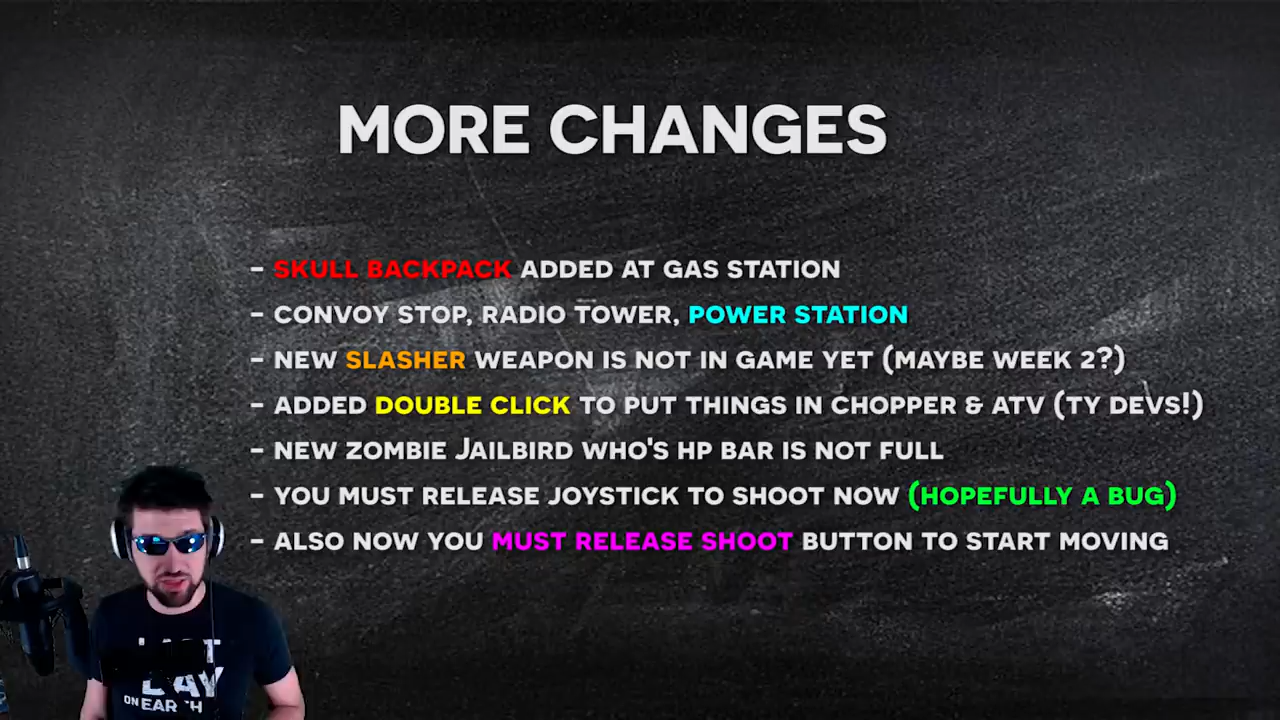 MORE CHANGES
- SKULL BACKPACK ADDED AT GAS STATION
- CONVOY STOP, RADIO TOWER, POWER STATION
- NEW SLASHER WEAPON IS NOT IN GAME YET (MAYBE WEEK 2?)
- ADDED DOUBLE CLICK TO PUT THINGS IN CHOPPER & ATV (TY DEVS!)
- NEW ZOMBIE JAILBIRD WHO'S HP BAR IS NOT FULL
- YOU MUST RELEASE JOYSTICK TO SHOOT NOW (HOPEFULLY A BUG)
- ALSO NOW YOU MUST RELEASE SHOOT BUTTON TO START MOVING
DAY
ON EARTH